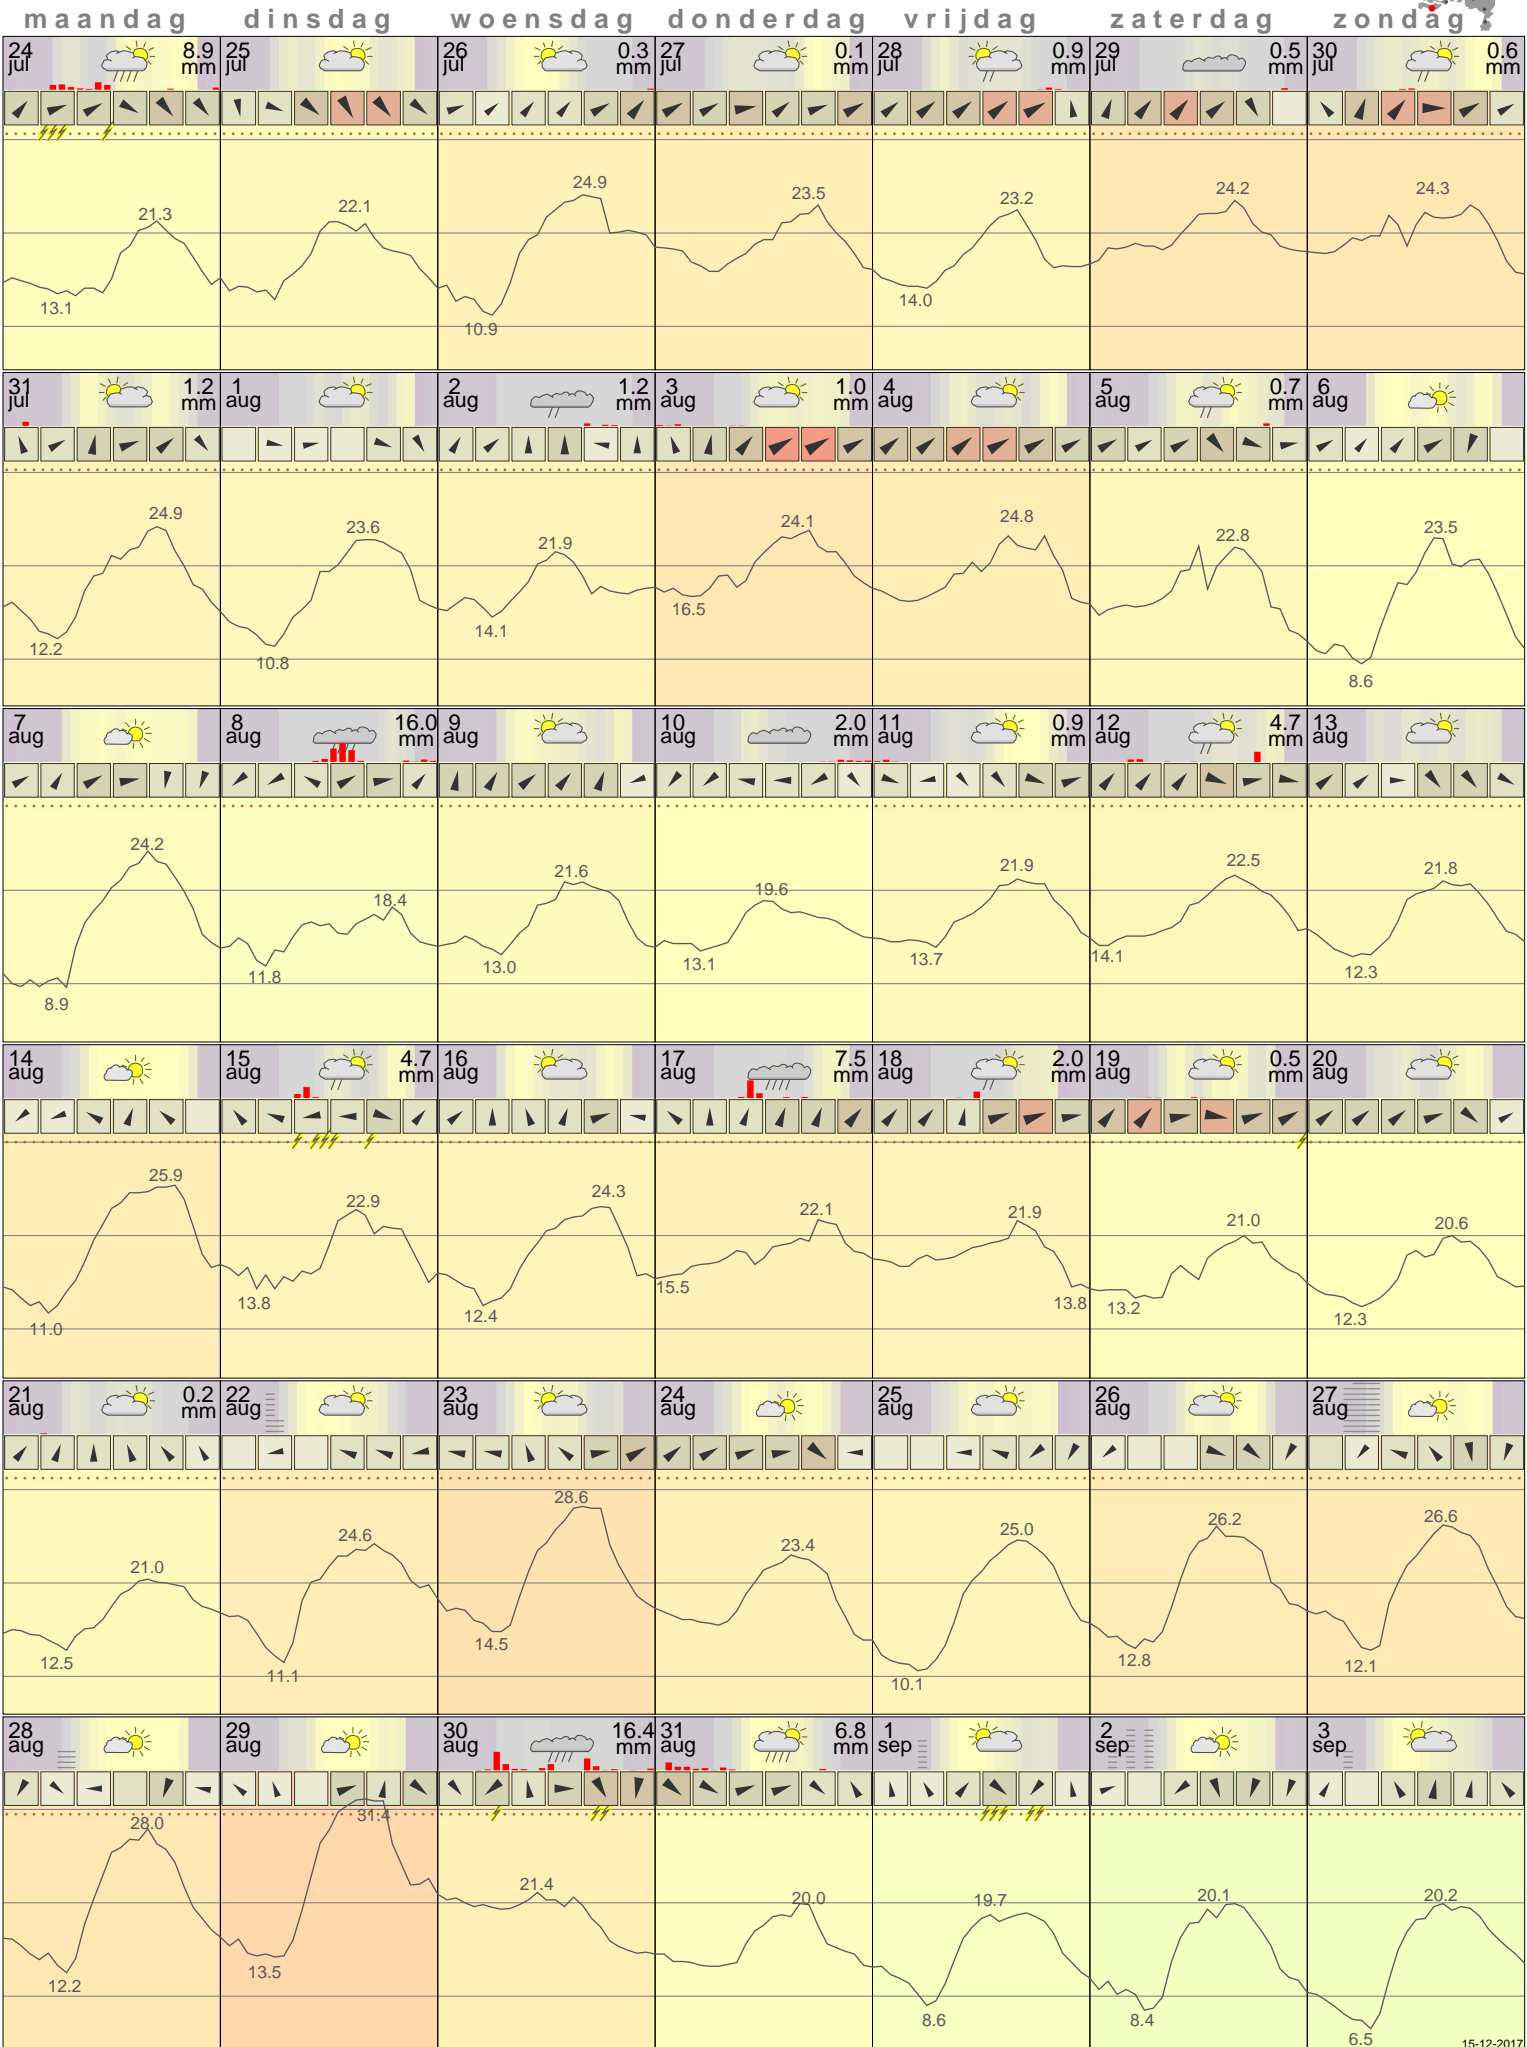 maandag dinsdag woensdag donderdag vrijdag zaterdag zondag
24 jul 8.9 mm 25 jul 26 jul 0.3 mm 27 jul 0.1 mm 28 jul 0.9 mm 29 jul 0.5 mm 30 jul 0.6 mm
21.3 22.1 24.9 23.5 23.2 24.2 24.3
13.1 10.9 14.0
31 jul 1.2 mm 1 aug 2 aug 1.2 mm 3 aug 1.0 mm 4 aug 5 aug 0.7 mm 6 aug
24.9 23.6 21.9 24.1 24.8 22.8 23.5
12.2 10.8 14.1 16.5 8.6
7 aug 8 aug 16.0 mm 9 aug 10 aug 2.0 mm 11 aug 0.9 mm 12 aug 4.7 mm 13 aug
24.2 18.4 21.6 19.6 21.9 22.5 21.8
8.9 11.8 13.0 13.1 13.7 14.1 12.3
14 aug 15 aug 4.7 mm 16 aug 17 aug 7.5 mm 18 aug 2.0 mm 19 aug 0.5 mm 20 aug
25.9 22.9 24.3 22.1 21.9 21.0 20.6
11.0 13.8 12.4 15.5 13.8 13.2 12.3
21 aug 0.2 mm 22 aug 23 aug 24 aug 25 aug 26 aug 27 aug
21.0 24.6 28.6 23.4 25.0 26.2 26.6
12.5 11.1 14.5 10.1 12.8 12.1
28 aug 29 aug 30 aug 16.4 mm 31 aug 6.8 mm 1 sep 2 sep 3 sep
28.0 31.4 21.4 20.0 19.7 20.1 20.2
12.2 13.5 8.6 8.4 6.5
15-12-2017